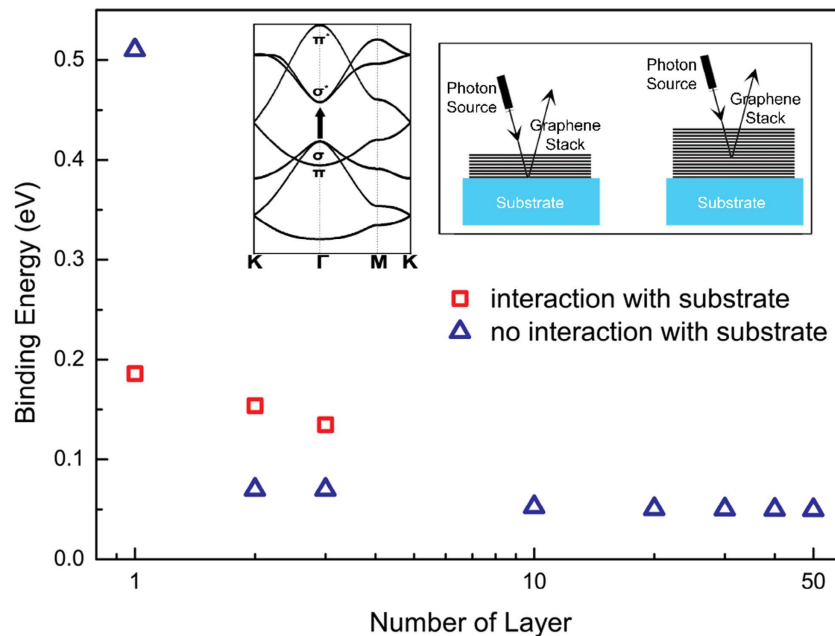 0.5
0.4
0.3
0.2
0.1
0.0
Binding Energy (eV)
1
10
50
Number of Layer
π*
σ*
σ
π
K
Γ
M
K
Photon
Source
Graphene
Stack
Substrate
Photon
Source
Graphene
Stack
Substrate
interaction with substrate
no interaction with substrate